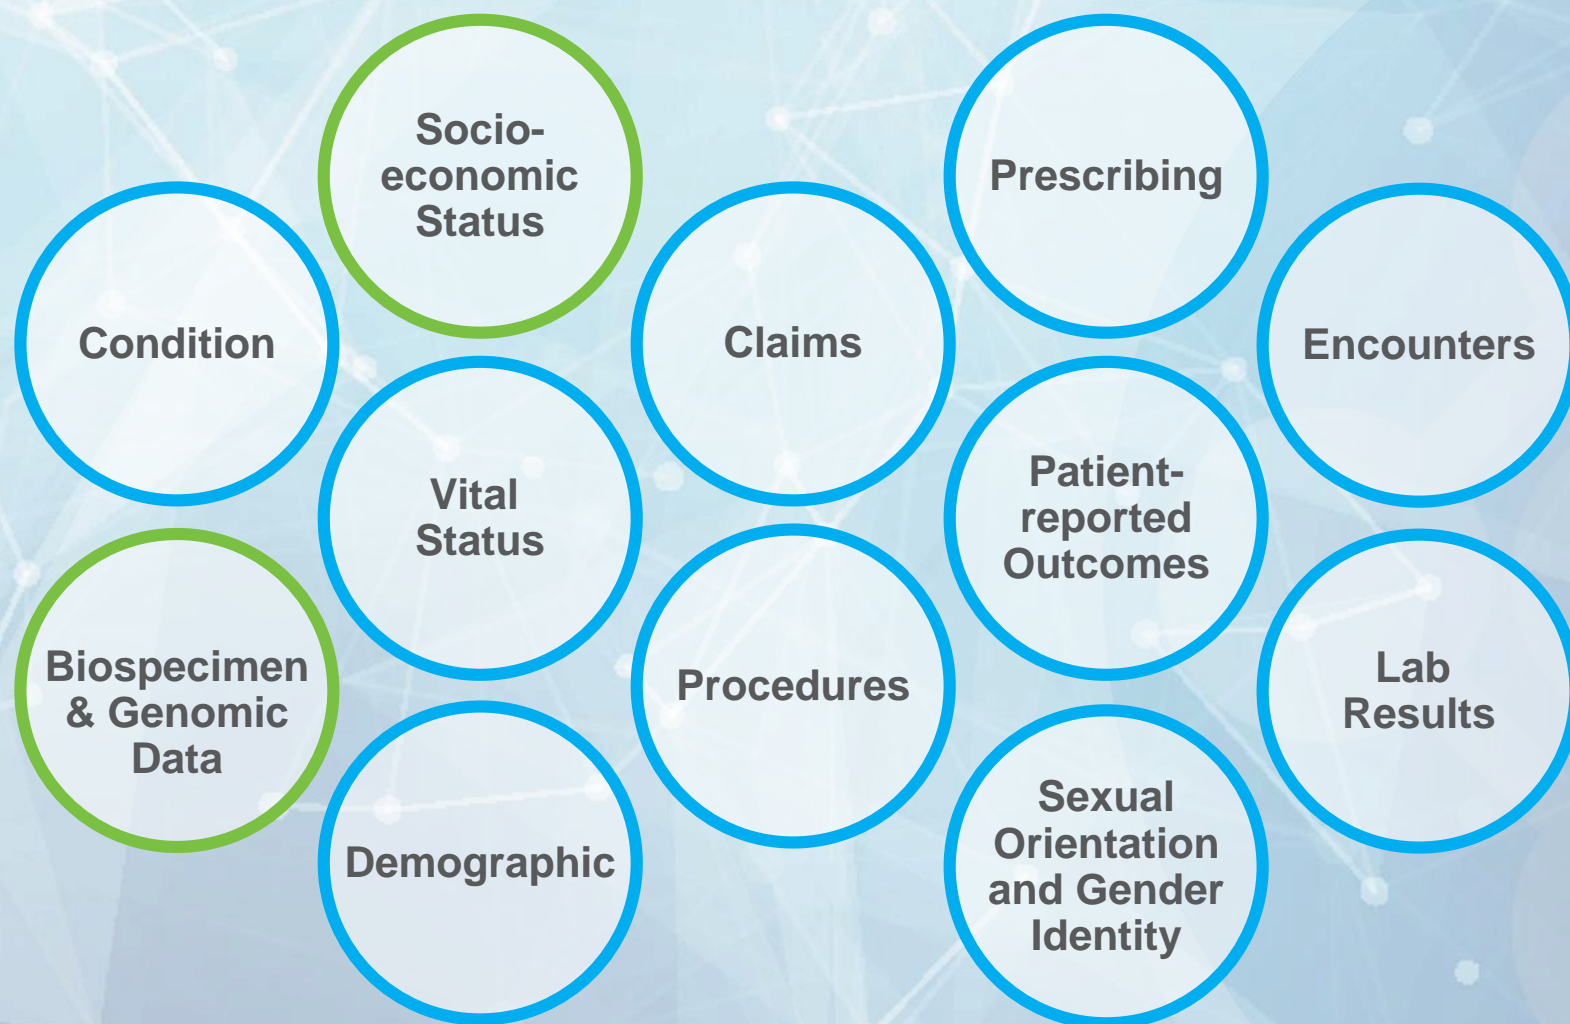 Socio-
economic
Status
Prescribing
Condition
Claims
Encounters
Vital
Status
Patient-
reported
Outcomes
Biospecimen
& Genomic
Data
Procedures
Lab
Results
Demographic
Sexual
Orientation
and Gender
Identity